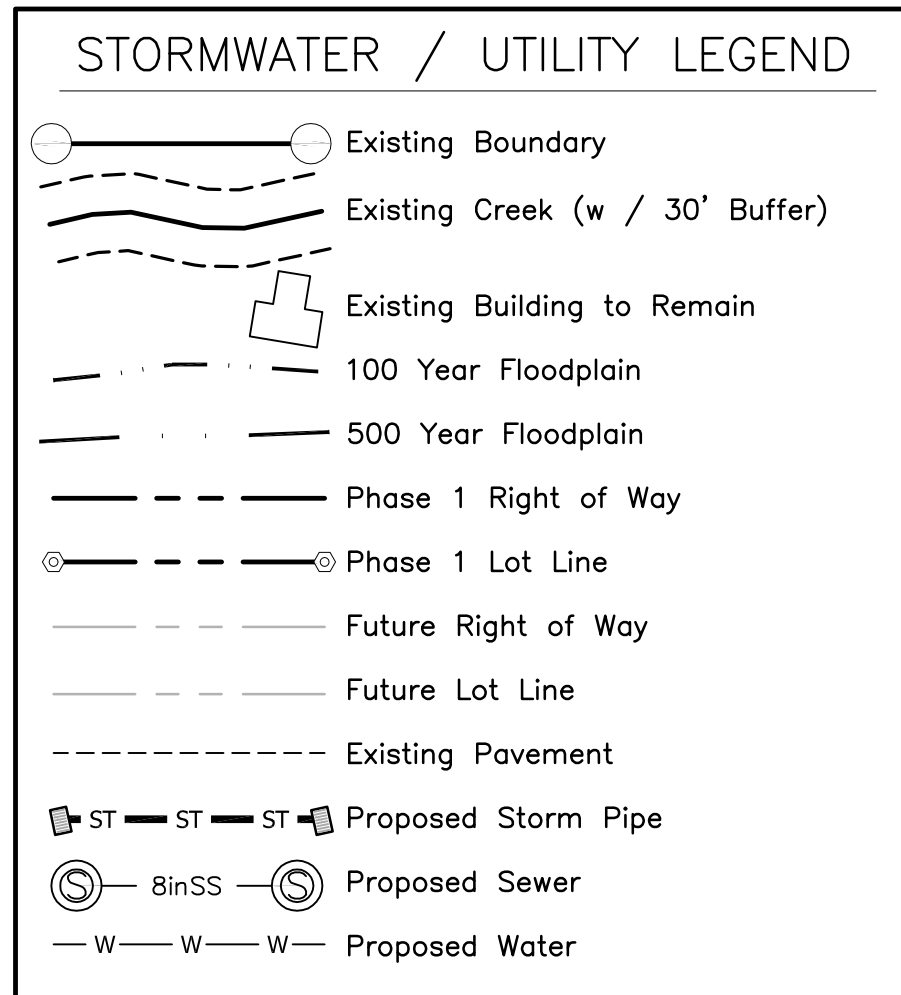 STORMWATER / UTILITY LEGEND
Existing Boundary
Existing Creek (w / 30' Buffer)
Existing Building to Remain
100 Year Floodplain
500 Year Floodplain
Phase 1 Right of Way
Phase 1 Lot Line
Future Right of Way
Future Lot Line
Existing Pavement
ST ST ST Proposed Storm Pipe
S 8inSS S Proposed Sewer
W W W Proposed Water